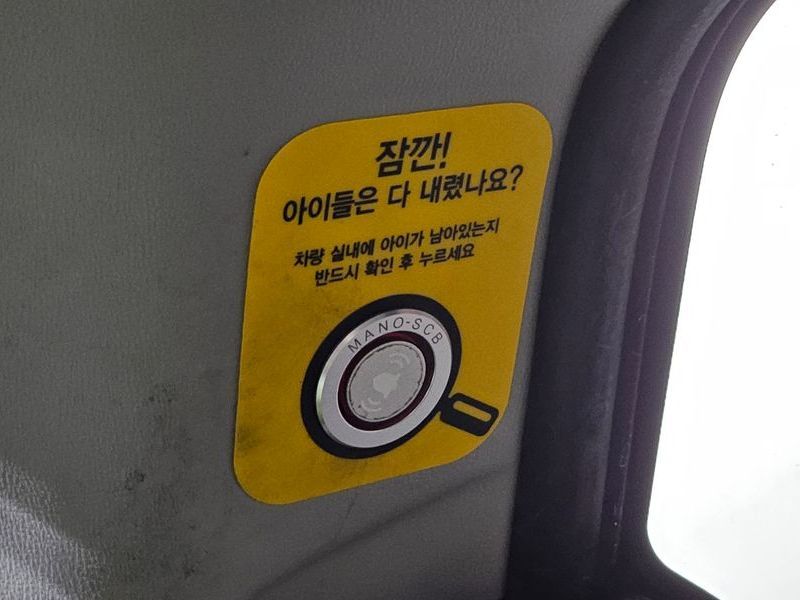 잠깐!
아이들은 다 내렸나요?
차량 실내에 아이가 남아있는지
반드시 확인 후 누르세요
MANO-SCB